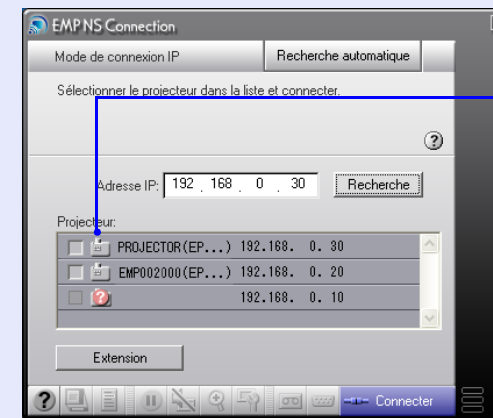 EMP NS Connection
Mode de connexion IP
Recherche automatique
Sélectionner le projecteur dans la liste et connecter.
Adresse IP: 192 . 168 . 0 . 30 Recherche
Projecteur:
PROJECTOR(EP...) 192.168. 0. 30
EMP002000(EP...) 192.168. 0. 20
192.168. 0. 10
Extension
Connecter